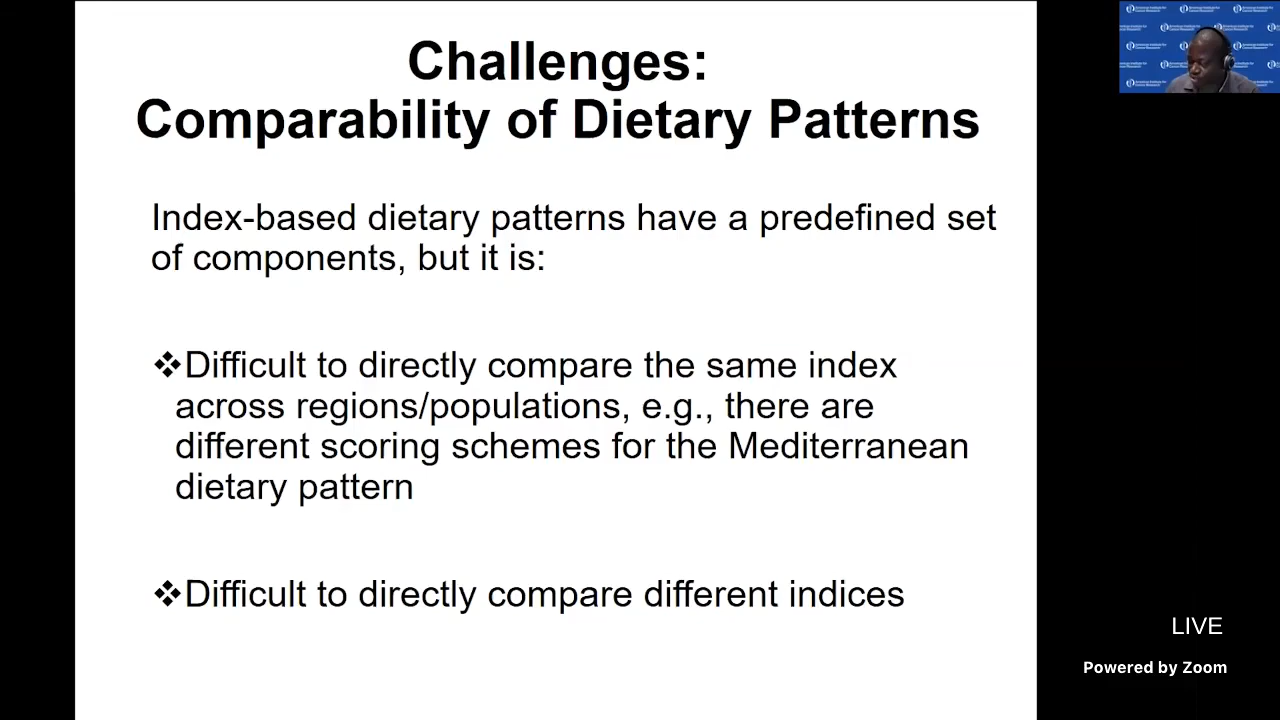 Challenges:
Comparability of Dietary Patterns
Index-based dietary patterns have a predefined set
of components, but it is:
❖Difficult to directly compare the same index
across regions/populations, e.g., there are
different scoring schemes for the Mediterranean
dietary pattern
❖Difficult to directly compare different indices
LIVE
Powered by Zoom